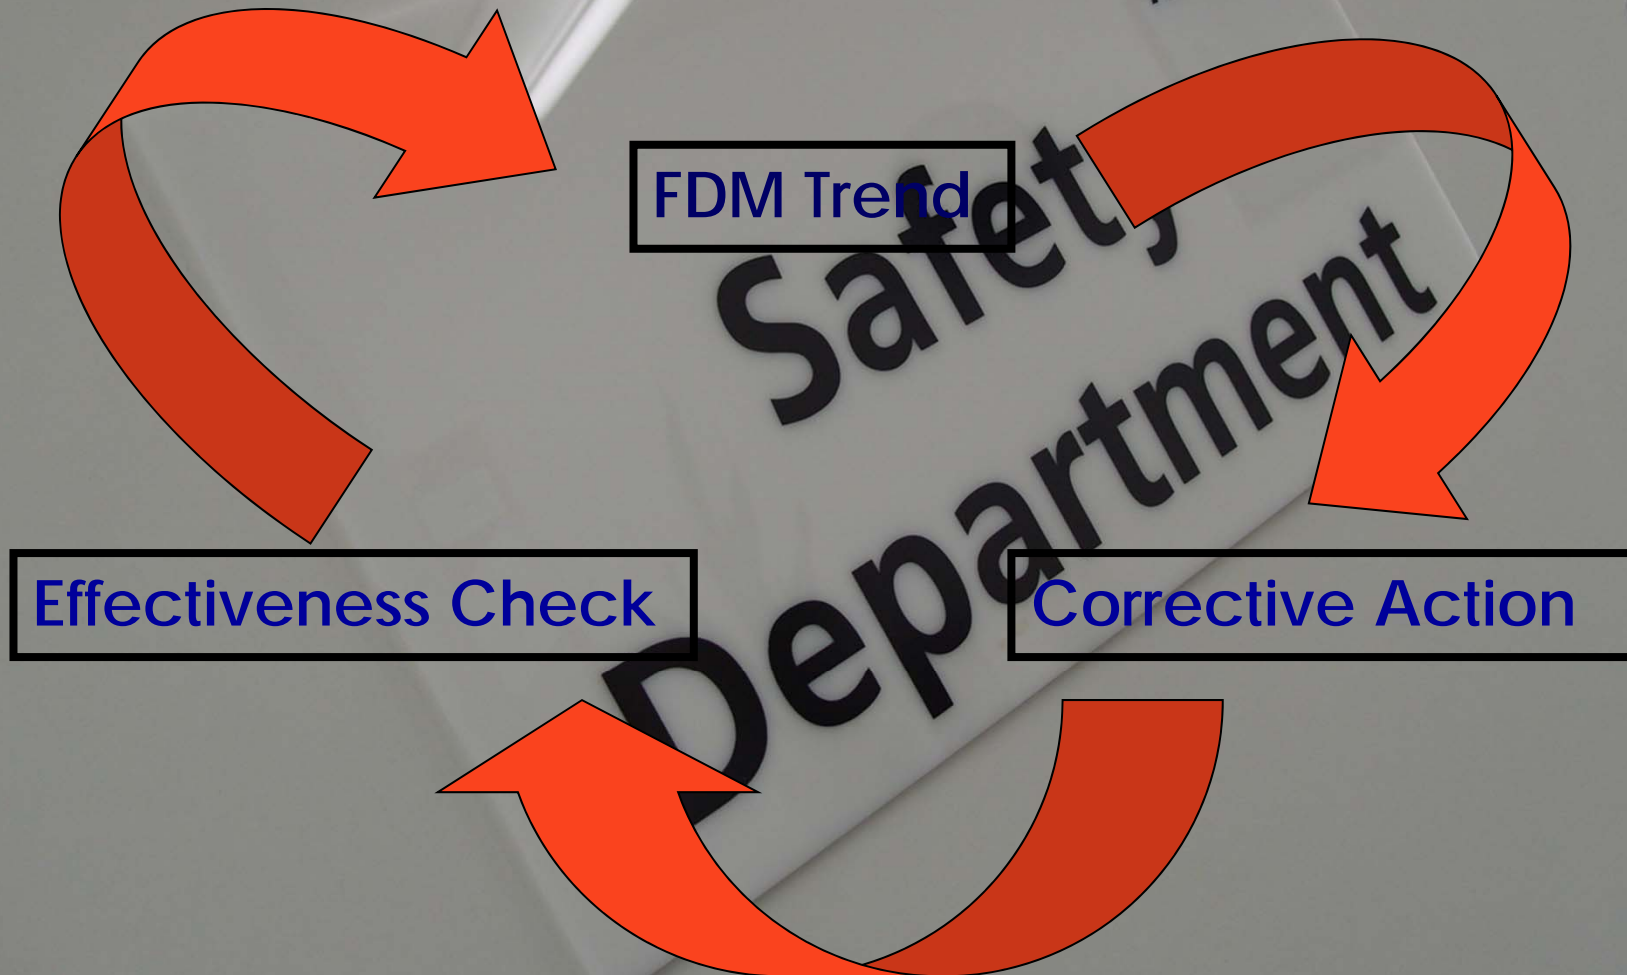 FDM Trend
Safety
Department
Effectiveness Check
Corrective Action